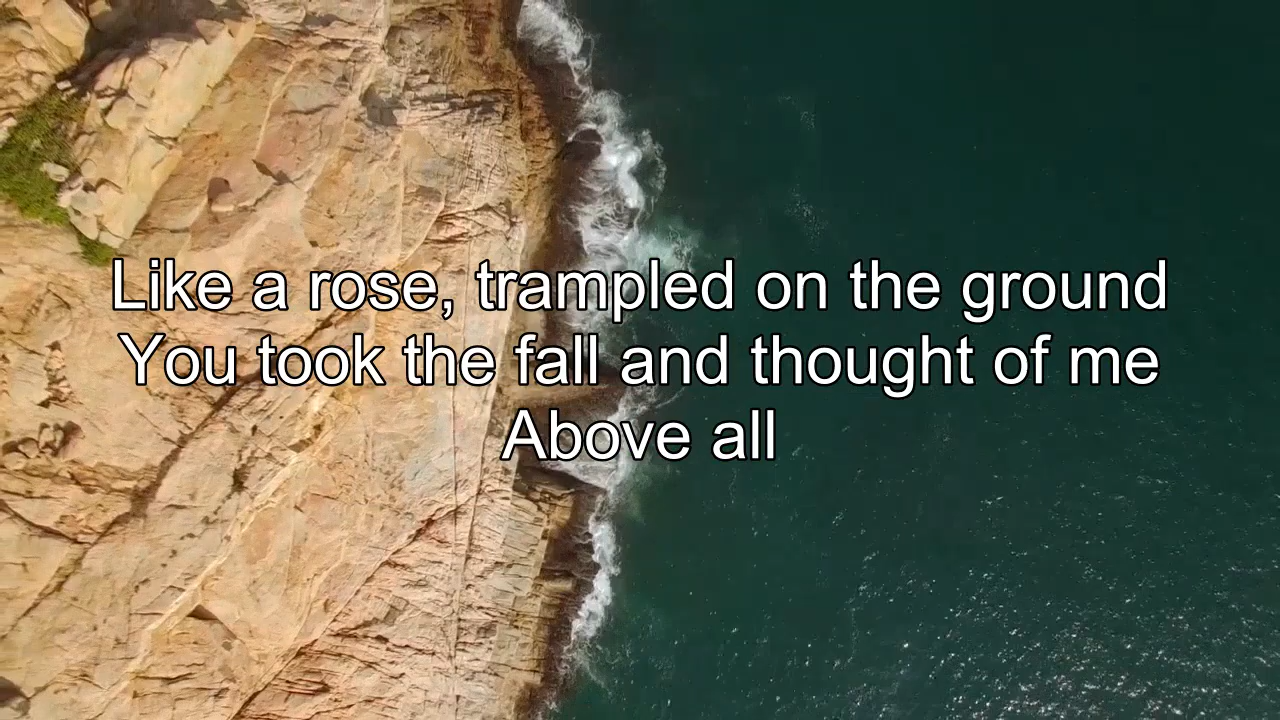 Like a rose, trampled on the ground
You took the fall and thought of me
Above all